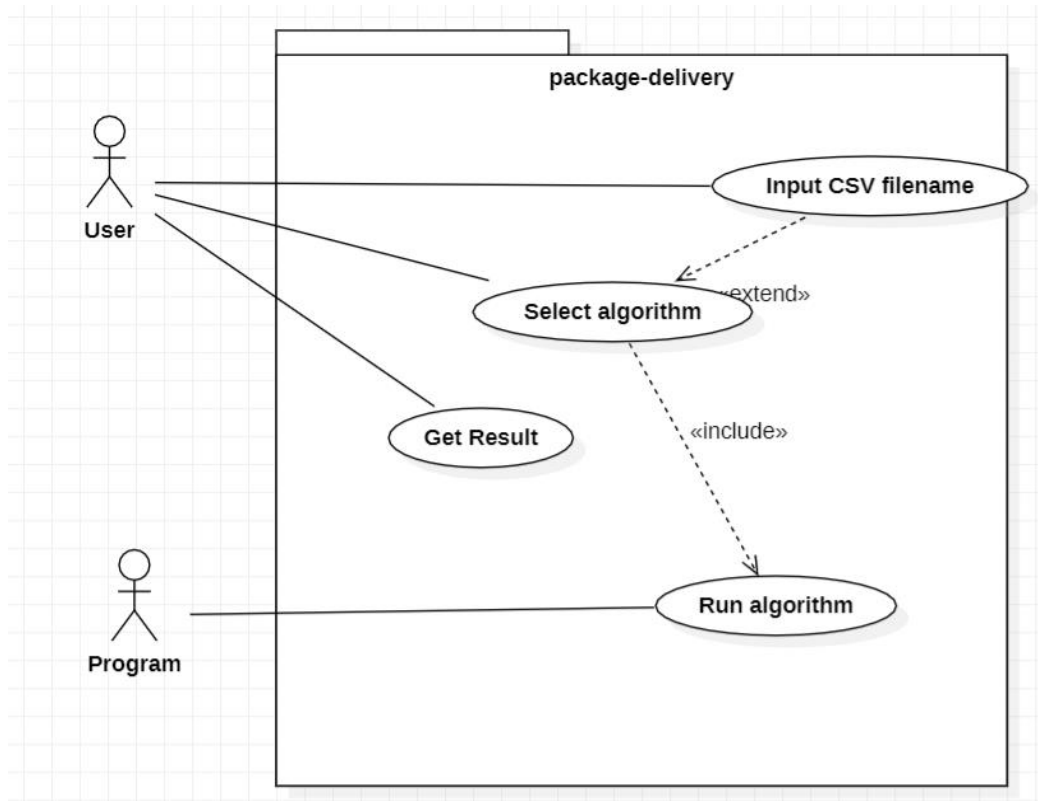 package-delivery
Input CSV filename
User
«extend»
Select algorithm
«include»
Get Result
Run algorithm
Program